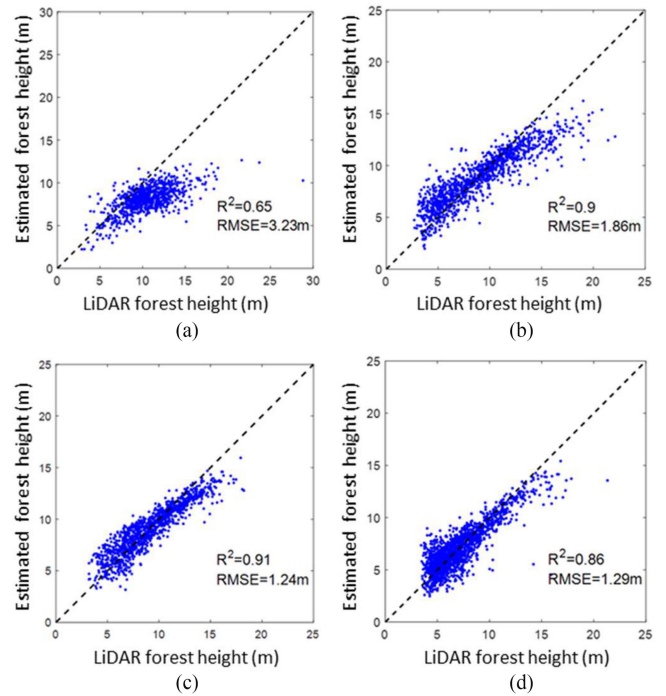 30
25
20
15
10
5
0
0 5 10 15 20 25 30
Estimated forest height (m)
R²=0.65
RMSE=3.23m
LiDAR forest height (m)
(a)
25
20
15
10
5
0
0 5 10 15 20 25
Estimated forest height (m)
R²=0.9
RMSE=1.86m
LiDAR forest height (m)
(b)
25
20
15
10
5
0
0 5 10 15 20 25
Estimated forest height (m)
R²=0.91
RMSE=1.24m
LiDAR forest height (m)
(c)
25
20
15
10
5
0
0 5 10 15 20 25
Estimated forest height (m)
R²=0.86
RMSE=1.29m
LiDAR forest height (m)
(d)